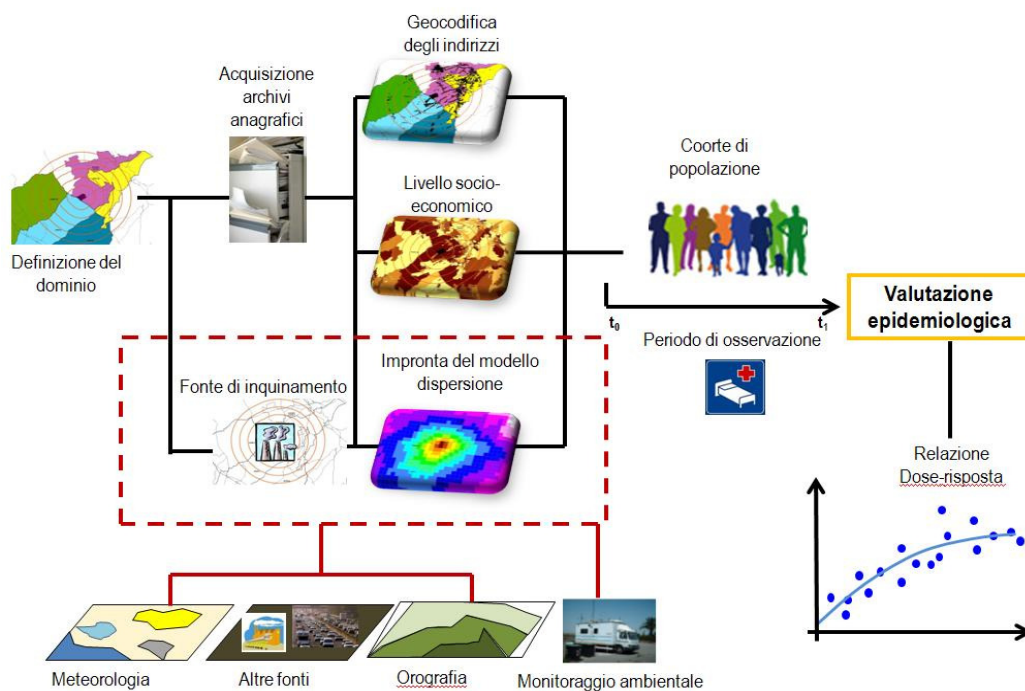 Geocodifica
degli indirizzi
Acquisizione
archivi
anagrafici
Definizione del
dominio
Livello socio-
economico
Coorte di
popolazione
t0
t1
Periodo di osservazione
Valutazione
epidemiologica
Fonte di inquinamento
Impronta del modello
dispersione
Relazione
Dose-risposta
Meteorologia
Altre fonti
Orografia
Monitoraggio ambientale